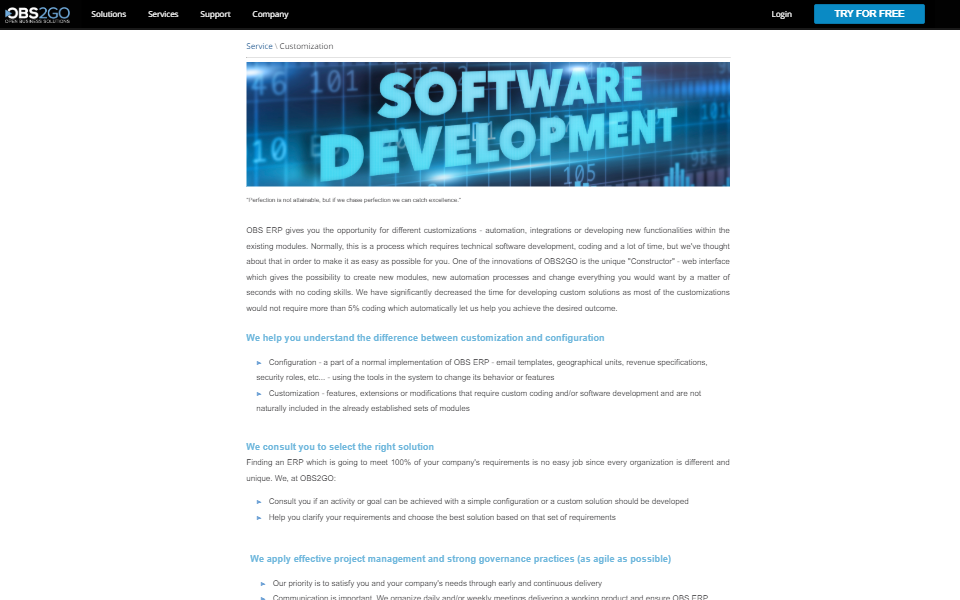 OBS2GO
OPEN BUSINESS SOLUTIONS
Solutions Services Support Company Login TRY FOR FREE
Service \ Customization
46 101
SOFTWARE
DEVELOPMENT
10
105
"Perfection is not attainable, but if we chase perfection we can catch excellence."
OBS ERP gives you the opportunity for different customizations - automation, integrations or developing new functionalities within the
existing modules. Normally, this is a process which requires technical software development, coding and a lot of time, but we've thought
about that in order to make it as easy as possible for you. One of the innovations of OBS2GO is the unique "Constructor" - web interface
which gives the possibility to create new modules, new automation processes and change everything you would want by a matter of
seconds with no coding skills. We have significantly decreased the time for developing custom solutions as most of the customizations
would not require more than 5% coding which automatically let us help you achieve the desired outcome.
We help you understand the difference between customization and configuration
► Configuration - a part of a normal implementation of OBS ERP - email templates, geographical units, revenue specifications,
security roles, etc... - using the tools in the system to change its behavior or features
► Customization - features, extensions or modifications that require custom coding and/or software development and are not
naturally included in the already established sets of modules
We consult you to select the right solution
Finding an ERP which is going to meet 100% of your company's requirements is no easy job since every organization is different and
unique. We, at OBS2GO:
► Consult you if an activity or goal can be achieved with a simple configuration or a custom solution should be developed
► Help you clarify your requirements and choose the best solution based on that set of requirements
We apply effective project management and strong governance practices (as agile as possible)
► Our priority is to satisfy you and your company's needs through early and continuous delivery
► Communication is important. We organize daily and/or weekly meetings delivering a working product and ensure OBS ERP